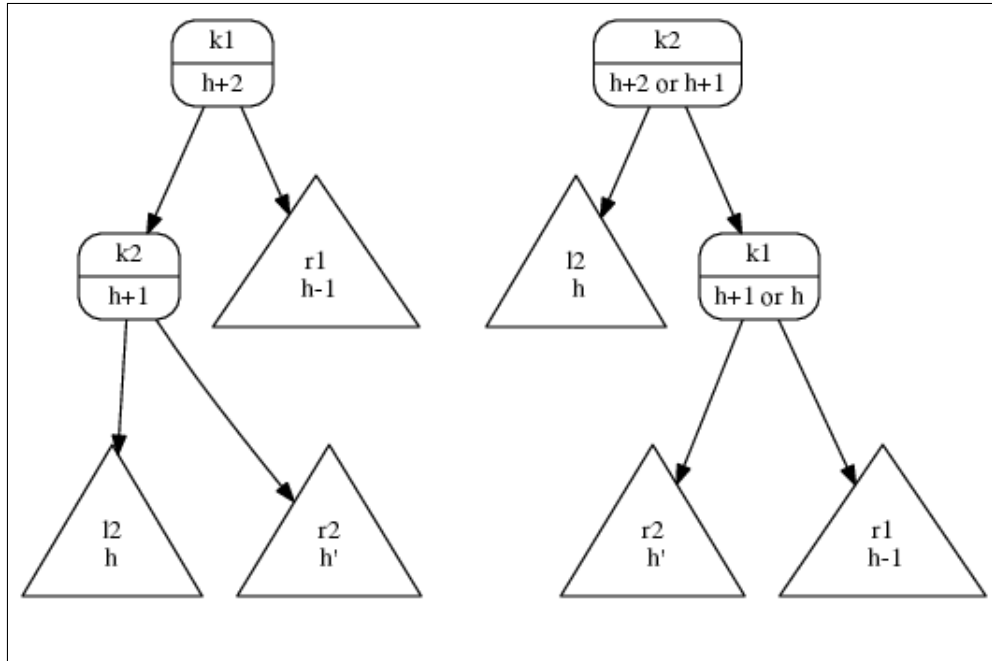 k1
h+2
k2
h+1
r1
h-1
l2
h
r2
h'
k2
h+2 or h+1
l2
h
k1
h+1 or h
r2
h'
r1
h-1